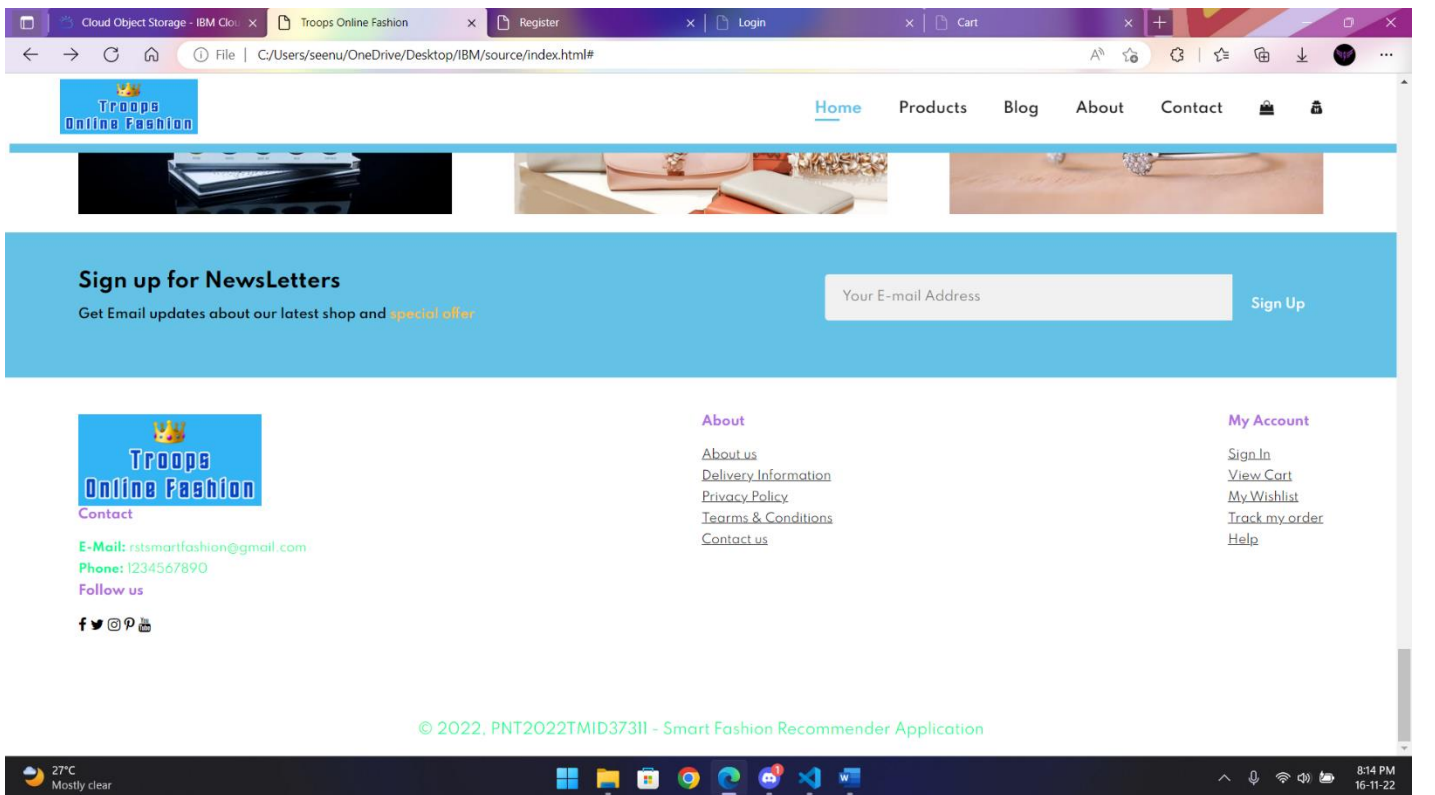 Cloud Object Storage - IBM Clou
Troops Online Fashion
Register
Login
Cart
File
C:/Users/seenu/OneDrive/Desktop/IBM/source/index.html#
Troops
Online Fashion
Home
Products
Blog
About
Contact
Sign up for NewsLetters
Get Email updates about our latest shop and special offer
Your E-mail Address
Sign Up
Troops
Online Fashion
Contact
E-Mail: rstsmartfashion@gmail.com
Phone: 1234567890
Follow us
About
About us
Delivery Information
Privacy Policy
Tearms & Conditions
Contact us
My Account
Sign In
View Cart
My Wishlist
Track my order
Help
© 2022, PNT2022TMID37311 - Smart Fashion Recommender Application
27°C
Mostly clear
8:14 PM
16-11-22